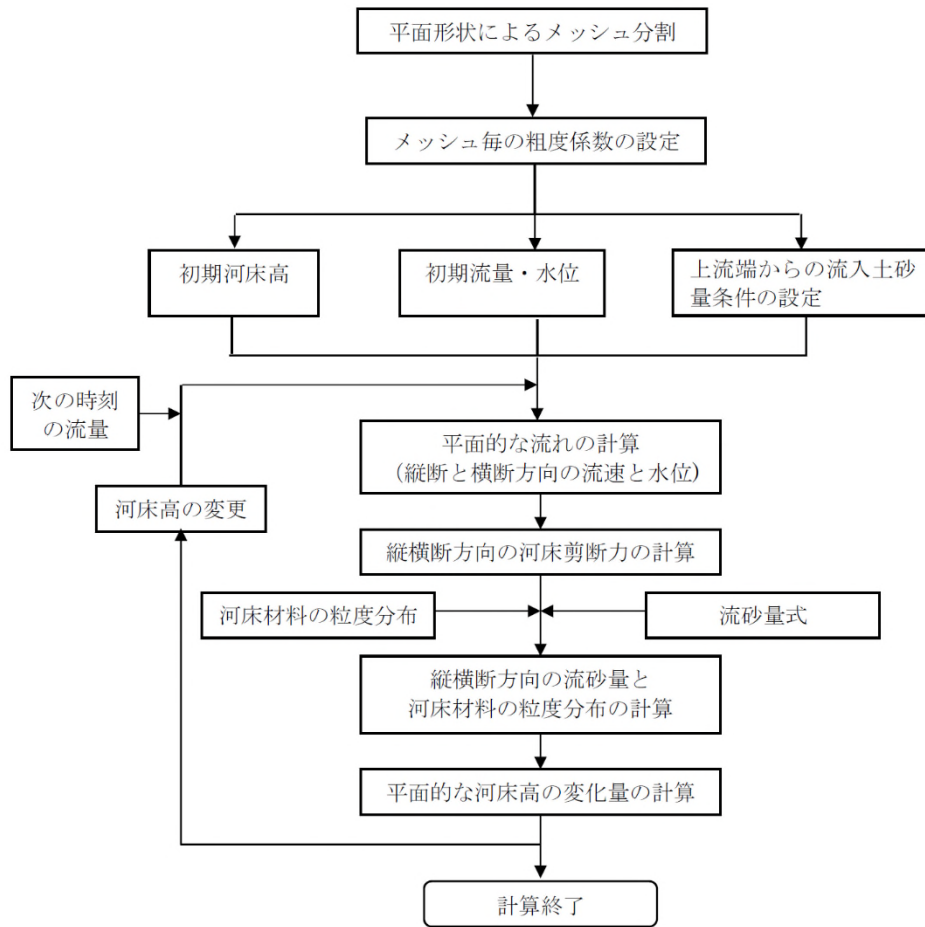 平面形状によるメッシュ分割
メッシュ毎の粗度係数の設定
初期河床高
初期流量・水位
上流端からの流入土砂
量条件の設定
次の時刻
の流量
平面的な流れの計算
(縦断と横断方向の流速と水位)
河床高の変更
縦横断方向の河床剪断力の計算
河床材料の粒度分布
流砂量式
縦横断方向の流砂量と
河床材料の粒度分布の計算
平面的な河床高の変化量の計算
計算終了